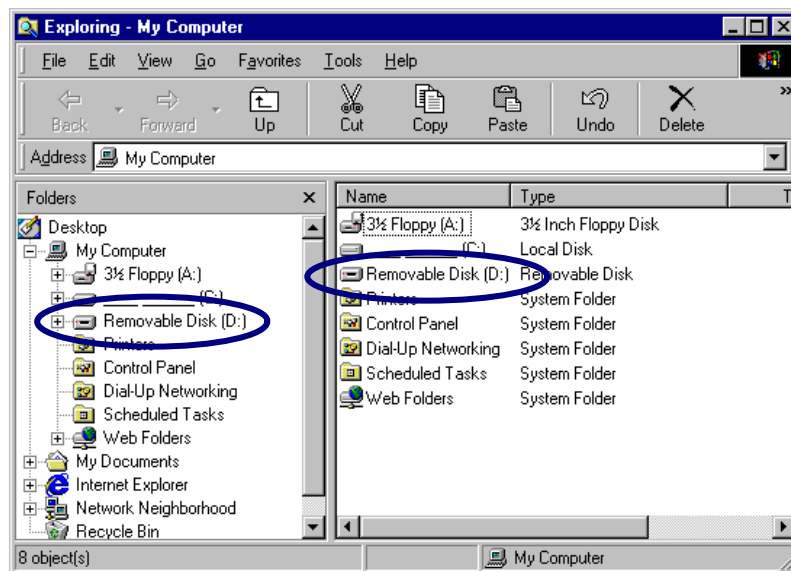 Exploring - My Computer
File Edit View Go Favorites Tools Help
Back Forward Up Cut Copy Paste Undo Delete »
Address My Computer
Folders
Desktop
My Computer
3½ Floppy (A:)
(C:)
Removable Disk (D:)
Printers
Control Panel
Dial-Up Networking
Scheduled Tasks
Web Folders
My Documents
Internet Explorer
Network Neighborhood
Recycle Bin
Name Type T
3½ Floppy (A:) 3½ Inch Floppy Disk
(C:) Local Disk
Removable Disk (D:) Removable Disk
Printers System Folder
Control Panel System Folder
Dial-Up Networking System Folder
Scheduled Tasks System Folder
Web Folders System Folder
8 object(s) My Computer